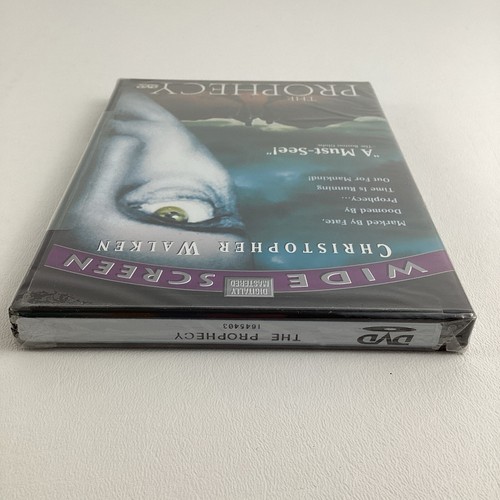 WIDE SCREEN
DIGITALLY
MASTERED
CHRISTOPHER WALKEN
Marked By Fate.
Doomed By
Prophecy...
Time Is Running
Out For Mankind!
"A Must-See!"
THE
PROPHECY
DVD
THE PROPHECY
1645403